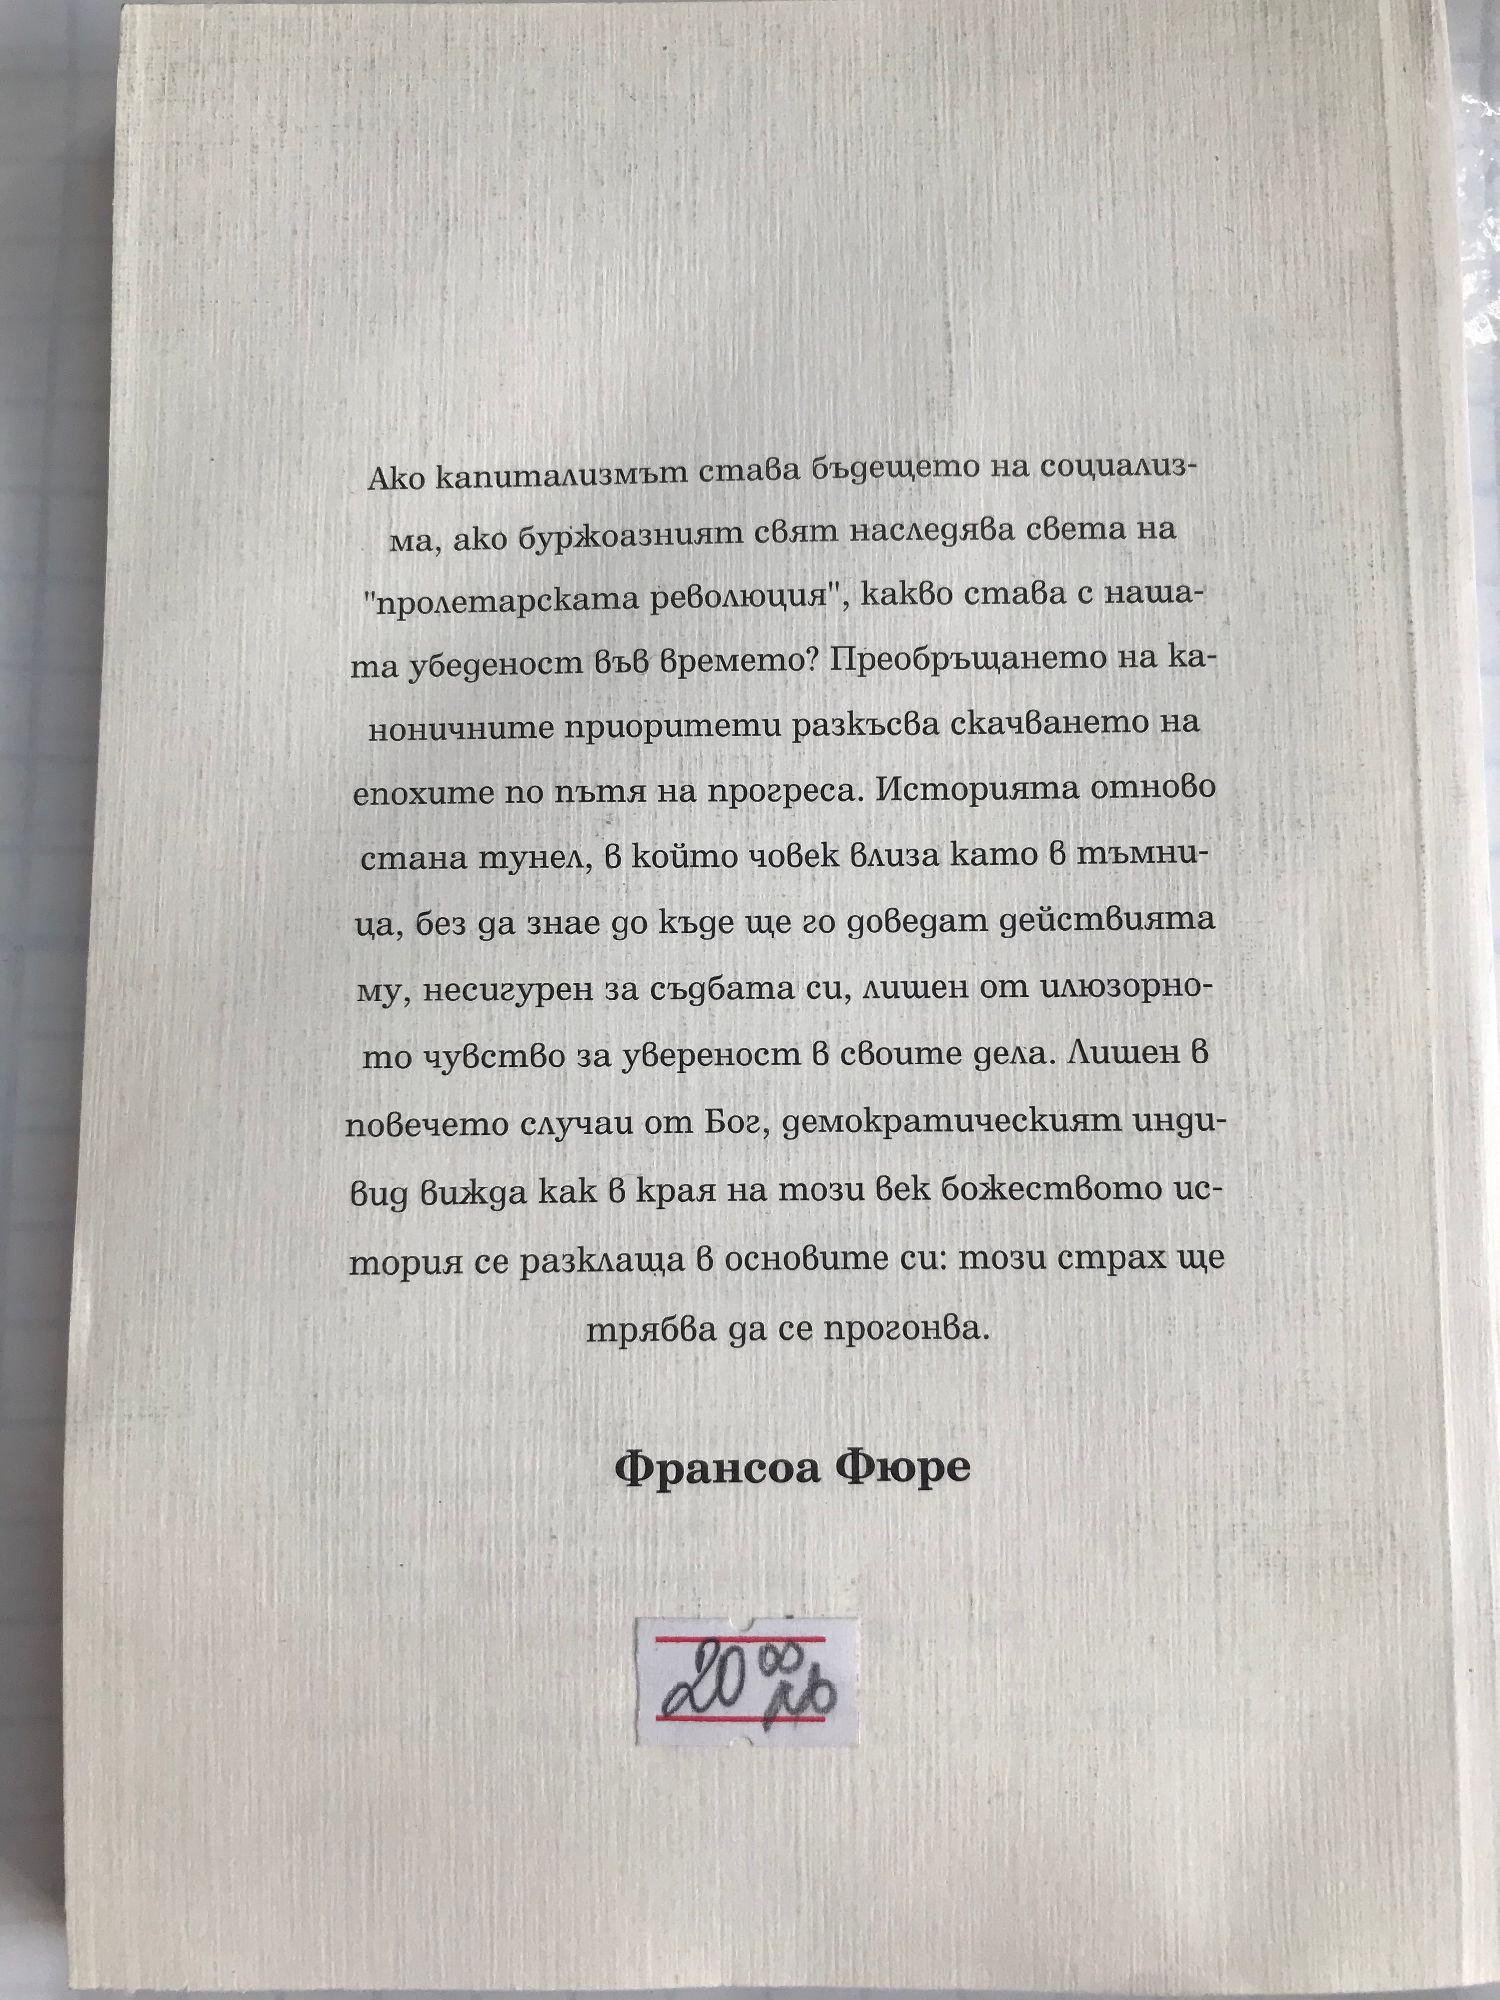 Ако капитализмът става бъдещето на социализ-
ма, ако буржоазният свят наследява света на
"пролетарската революция", какво става с наша-
та убеденост във времето? Преобръщането на ка-
ноничните приоритети разкъсва скачването на
епохите по пътя на прогреса. Историята отново
стана тунел, в който човек влиза като в тъмни-
ца, без да знае до къде ще го доведат действията
му, несигурен за съдбата си, лишен от илюзорно-
то чувство за увереност в своите дела. Лишен в
повечето случаи от Бог, демократическият инди-
вид вижда как в края на този век божеството ис-
тория се разклаща в основите си: този страх ще
трябва да се прогонва.
Франсоа Фюре
20 00 лв